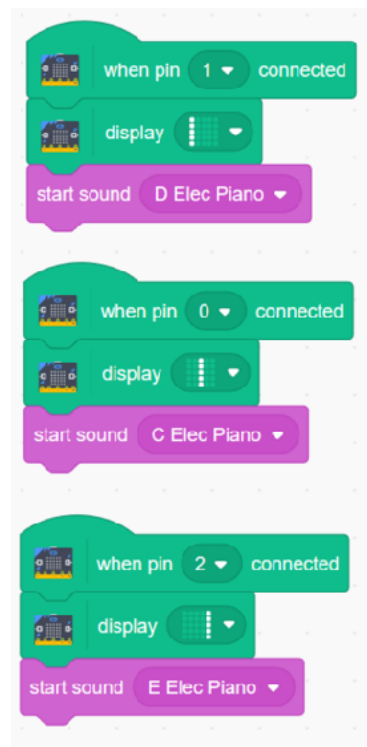 when pin 1 connected
display
start sound D Elec Piano
when pin 0 connected
display
start sound C Elec Piano
when pin 2 connected
display
start sound E Elec Piano